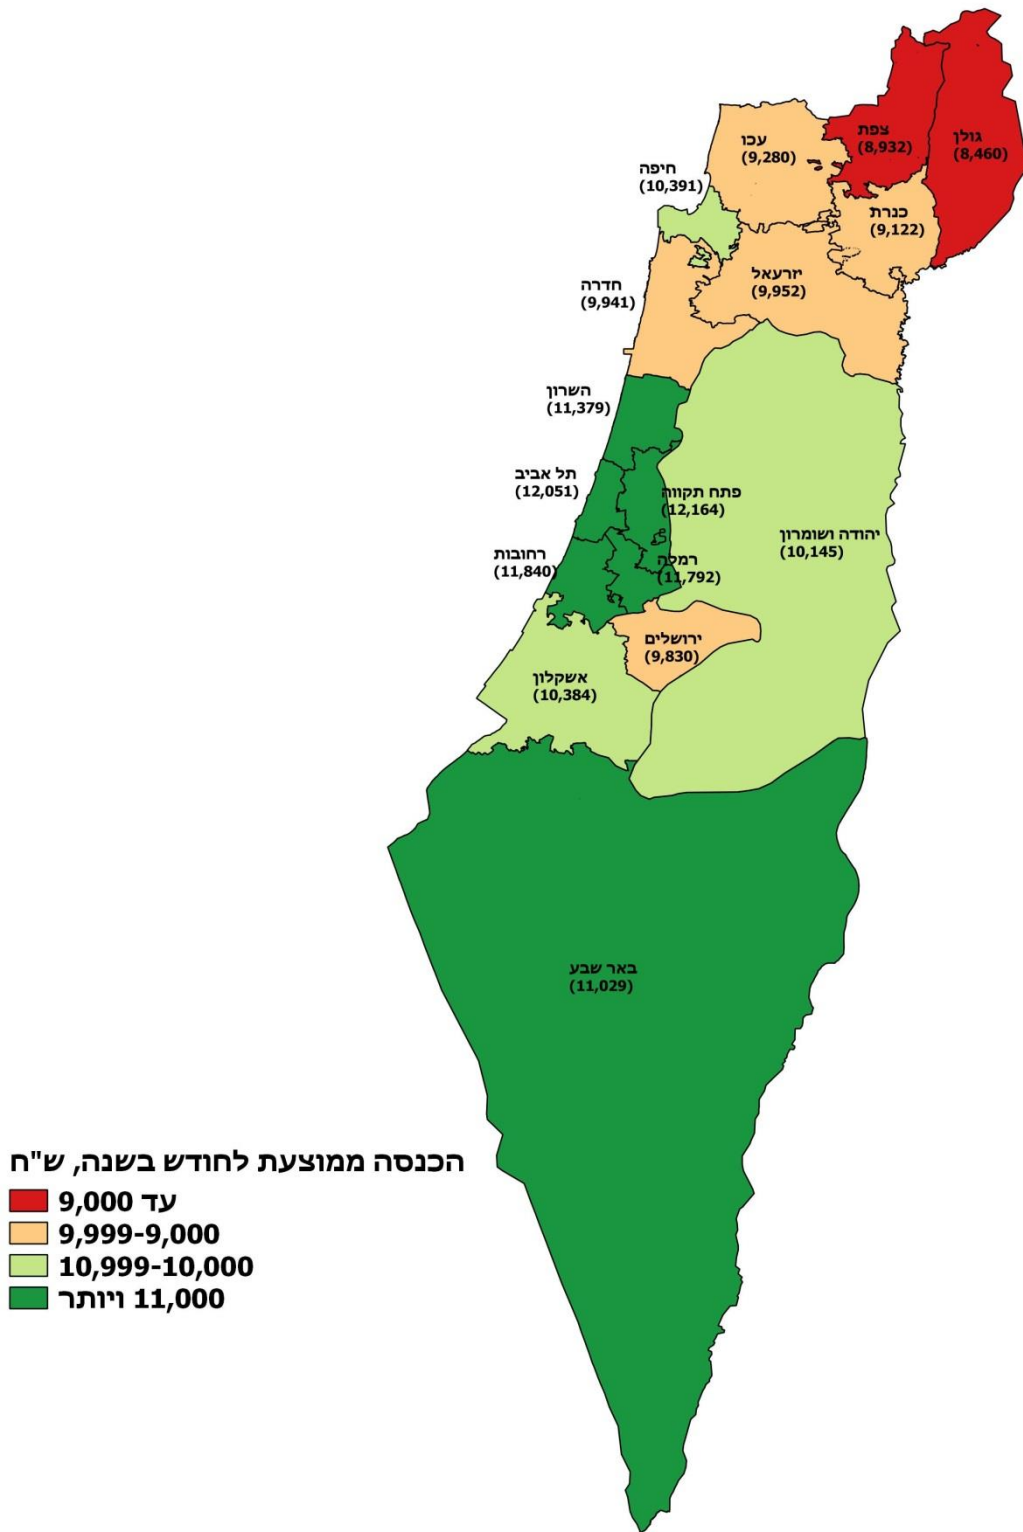 גולן
(8,460)
צפת
(8,932)
עכו
(9,280)
חיפה
(10,391)
כנרת
(9,122)
יזרעאל
(9,952)
חדרה
(9,941)
השרון
(11,379)
תל אביב
(12,051)
פתח תקווה
(12,164)
יהודה ושומרון
(10,145)
רחובות
(11,840)
רמלה
(11,792)
ירושלים
(9,830)
אשקלון
(10,384)
באר שבע
(11,029)
הכנסה ממוצעת לחודש בשנה, ש"ח
עד 9,000
9,999-9,000
10,999-10,000
11,000 ויותר